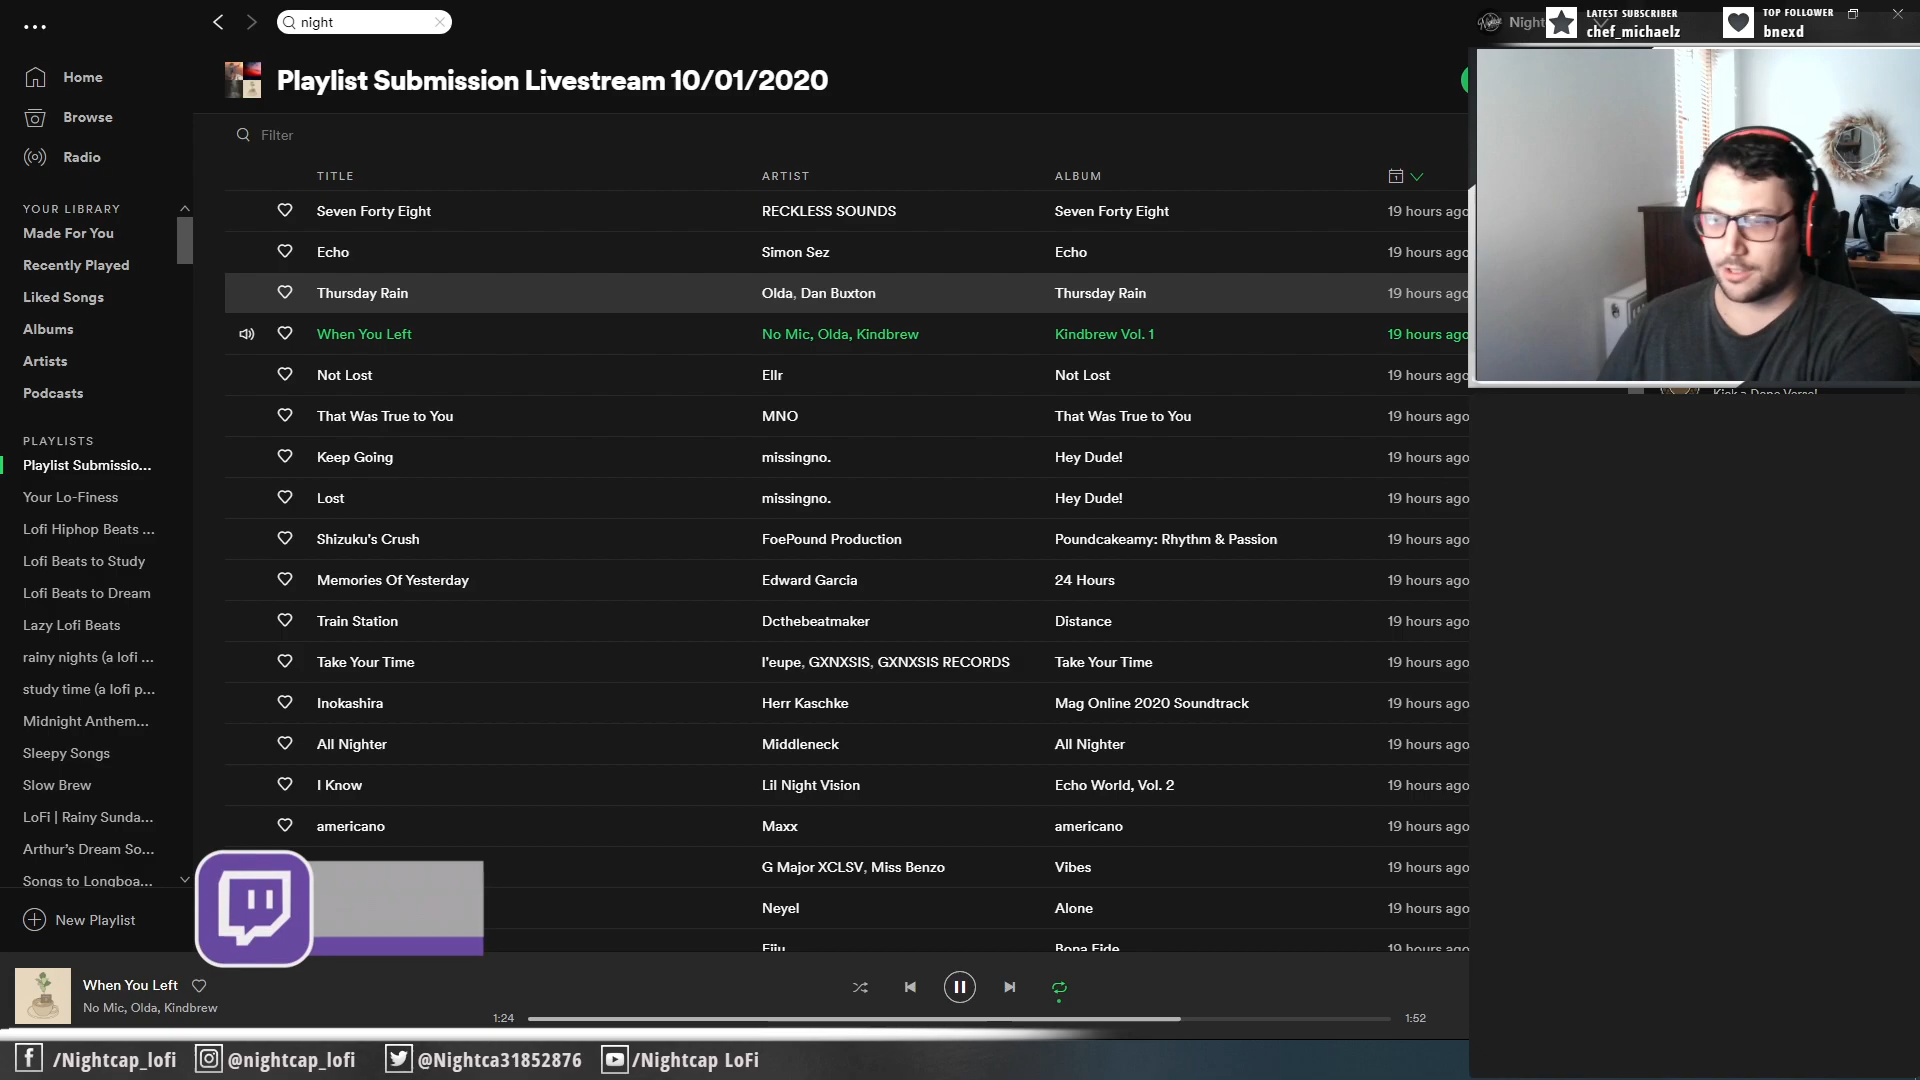 night
Night
LATEST SUBSCRIBER
chef_michaelz
TOP FOLLOWER
bnexd
Home
Browse
Radio
YOUR LIBRARY
Made For You
Recently Played
Liked Songs
Albums
Artists
Podcasts
PLAYLISTS
Playlist Submissio...
Your Lo-Finess
Lofi Hiphop Beats ...
Lofi Beats to Study
Lofi Beats to Dream
Lazy Lofi Beats
rainy nights (a lofi ...
study time (a lofi p...
Midnight Anthem...
Sleepy Songs
Slow Brew
LoFi | Rainy Sunda...
Arthur's Dream So...
Songs to Longboa...
New Playlist
Playlist Submission Livestream 10/01/2020
Filter
TITLE ARTIST ALBUM
Seven Forty Eight RECKLESS SOUNDS Seven Forty Eight 19 hours ago
Echo Simon Sez Echo 19 hours ago
Thursday Rain Olda, Dan Buxton Thursday Rain 19 hours ago
When You Left No Mic, Olda, Kindbrew Kindbrew Vol. 1 19 hours ago
Not Lost Ellr Not Lost 19 hours ago
That Was True to You MNO That Was True to You 19 hours ago
Keep Going missingno. Hey Dude! 19 hours ago
Lost missingno. Hey Dude! 19 hours ago
Shizuku's Crush FoePound Production Poundcakeamy: Rhythm & Passion 19 hours ago
Memories Of Yesterday Edward Garcia 24 Hours 19 hours ago
Train Station Dcthebeatmaker Distance 19 hours ago
Take Your Time l'eupe, GXNXSIS, GXNXSIS RECORDS Take Your Time 19 hours ago
Inokashira Herr Kaschke Mag Online 2020 Soundtrack 19 hours ago
All Nighter Middleneck All Nighter 19 hours ago
I Know Lil Night Vision Echo World, Vol. 2 19 hours ago
americano Maxx americano 19 hours ago
G Major XCLSV, Miss Benzo Vibes 19 hours ago
Neyel Alone 19 hours ago
Bona Fide 19 hours ago
When You Left
No Mic, Olda, Kindbrew
1:24 1:52
/Nightcap_lofi @nightcap_lofi @Nightca31852876 /Nightcap LoFi